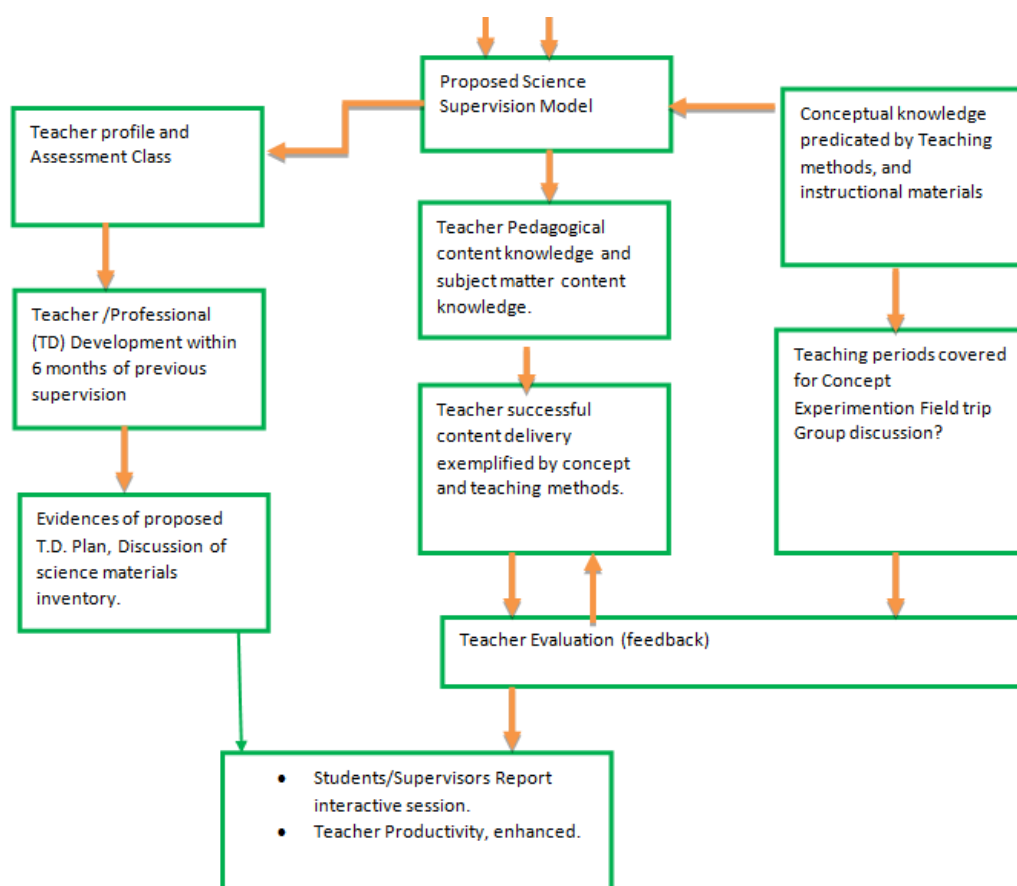 Proposed Science
Supervision Model
Teacher profile and
Assessment Class
Conceptual knowledge
predicated by Teaching
methods, and
instructional materials
Teacher Pedagogical
content knowledge and
subject matter content
knowledge.
Teacher /Professional
(TD) Development within
6 months of previous
supervision
Teaching periods covered
for Concept
Experimention Field trip
Group discussion?
Teacher successful
content delivery
exemplified by concept
and teaching methods.
Evidences of proposed
T.D. Plan, Discussion of
science materials
inventory.
Teacher Evaluation (feedback)
• Students/Supervisors Report
interactive session.
• Teacher Productivity, enhanced.